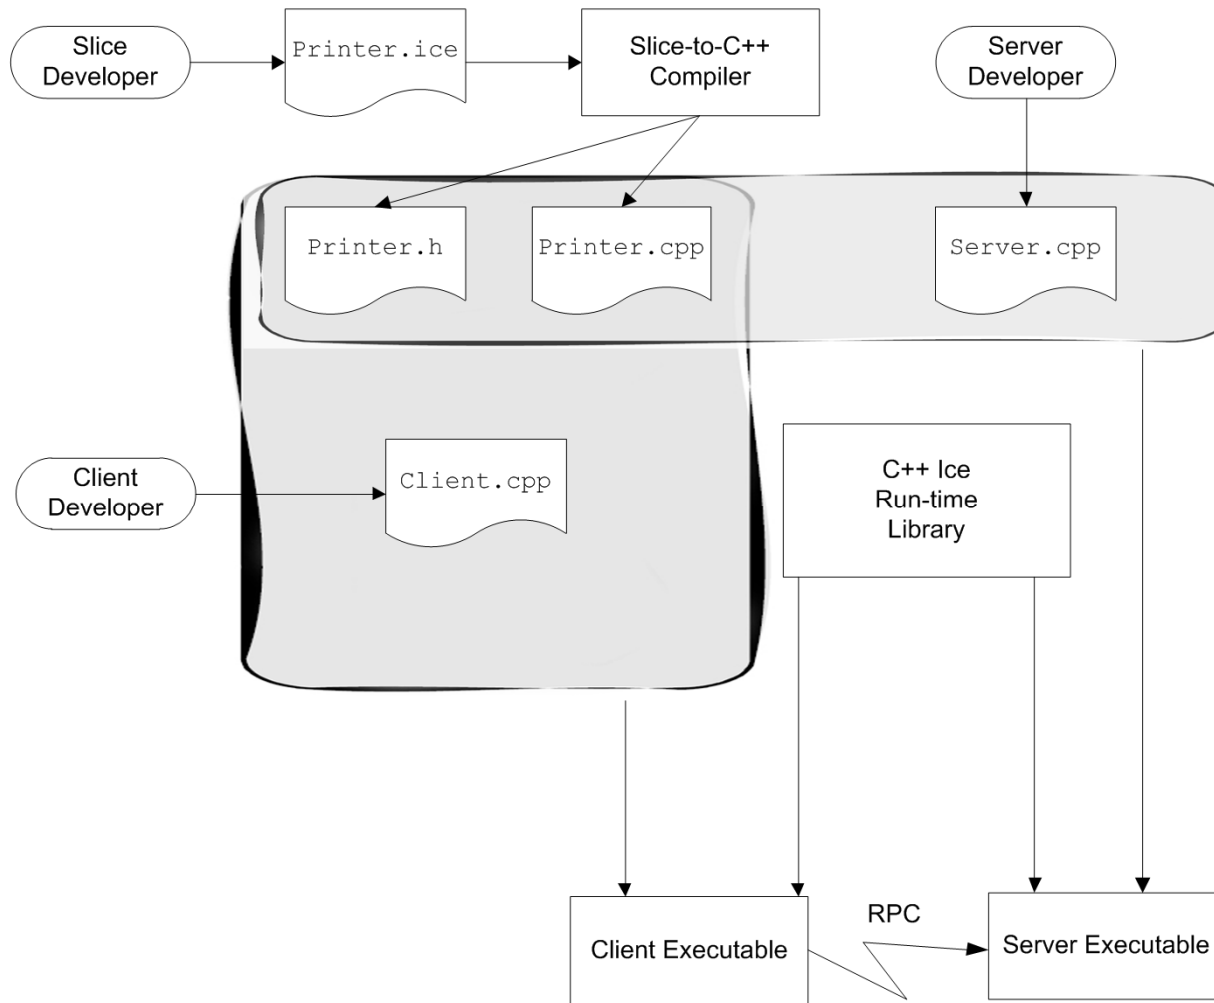 Slice
Developer
Printer.ice
Slice-to-C++
Compiler
Server
Developer
Printer.h
Printer.cpp
Server.cpp
Client
Developer
Client.cpp
C++ Ice
Run-time
Library
RPC
Client Executable
Server Executable